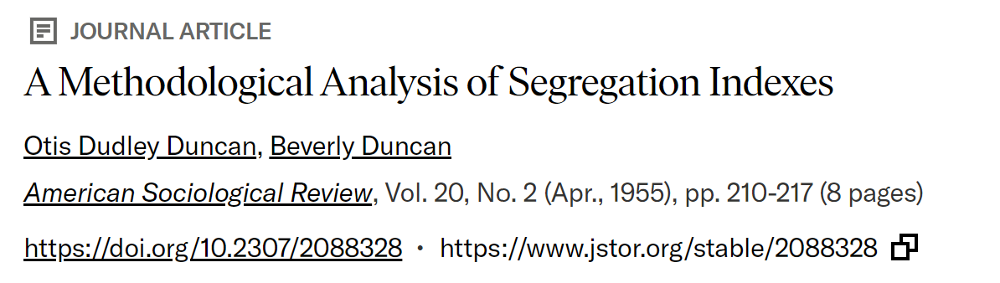 JOURNAL ARTICLE
A Methodological Analysis of Segregation Indexes
Otis Dudley Duncan, Beverly Duncan
American Sociological Review, Vol. 20, No. 2 (Apr., 1955), pp. 210-217 (8 pages)
https://doi.org/10.2307/2088328 • https://www.jstor.org/stable/2088328